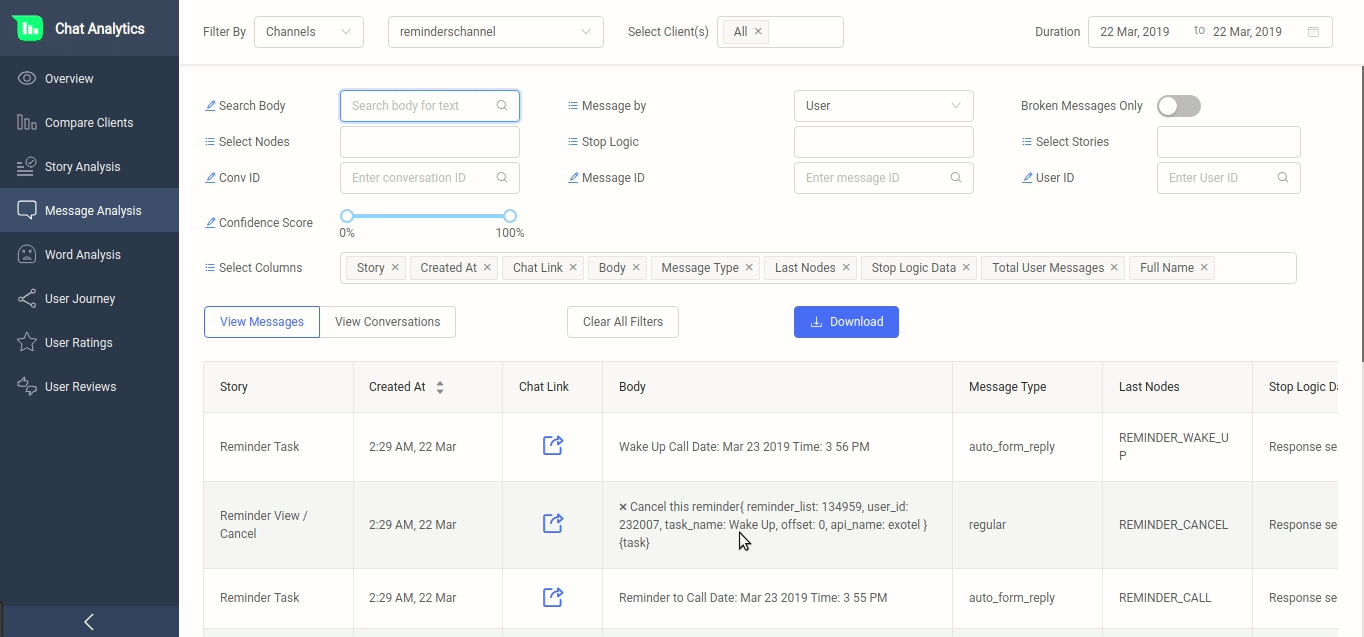 Chat Analytics
Overview
Compare Clients
Story Analysis
Message Analysis
Word Analysis
User Journey
User Ratings
User Reviews
Filter By Channels reminderschannel Select Client(s) All × Duration 22 Mar, 2019 to 22 Mar, 2019
Search Body Search body for text Message by User Broken Messages Only
Select Nodes Stop Logic Select Stories
Conv ID Enter conversation ID Message ID Enter message ID User ID Enter User ID
Confidence Score
0% 100%
Select Columns Story × Created At × Chat Link × Body × Message Type × Last Nodes × Stop Logic Data × Total User Messages × Full Name ×
View Messages View Conversations Clear All Filters Download
Story Created At Chat Link Body Message Type Last Nodes Stop Logic D
Reminder Task 2:29 AM, 22 Mar Wake Up Call Date: Mar 23 2019 Time: 3 56 PM auto_form_reply
REMINDER_WAKE_U
P
Response se
Reminder View /
Cancel
2:29 AM, 22 Mar
× Cancel this reminder{ reminder_list: 134959, user_id:
232007, task_name: Wake Up, offset: 0, api_name: exotel }
{task}
regular REMINDER_CANCEL Response se
Reminder Task 2:29 AM, 22 Mar Reminder to Call Date: Mar 23 2019 Time: 3 55 PM auto_form_reply REMINDER_CALL Response se